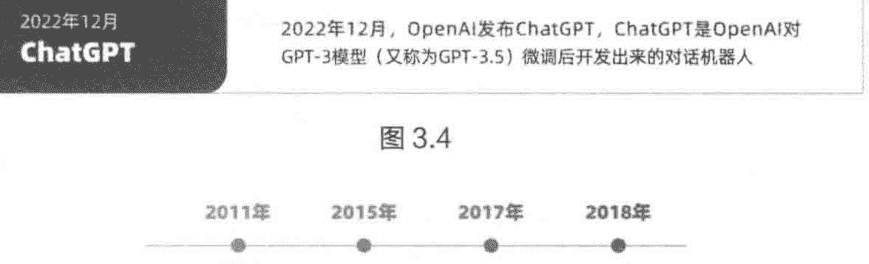 2022年12月
ChatGPT
2022年12月，OpenAI发布ChatGPT，ChatGPT是OpenAI对
GPT-3模型（又称为GPT-3.5）微调后开发出来的对话机器人
图 3.4
2011年 2015年 2017年 2018年